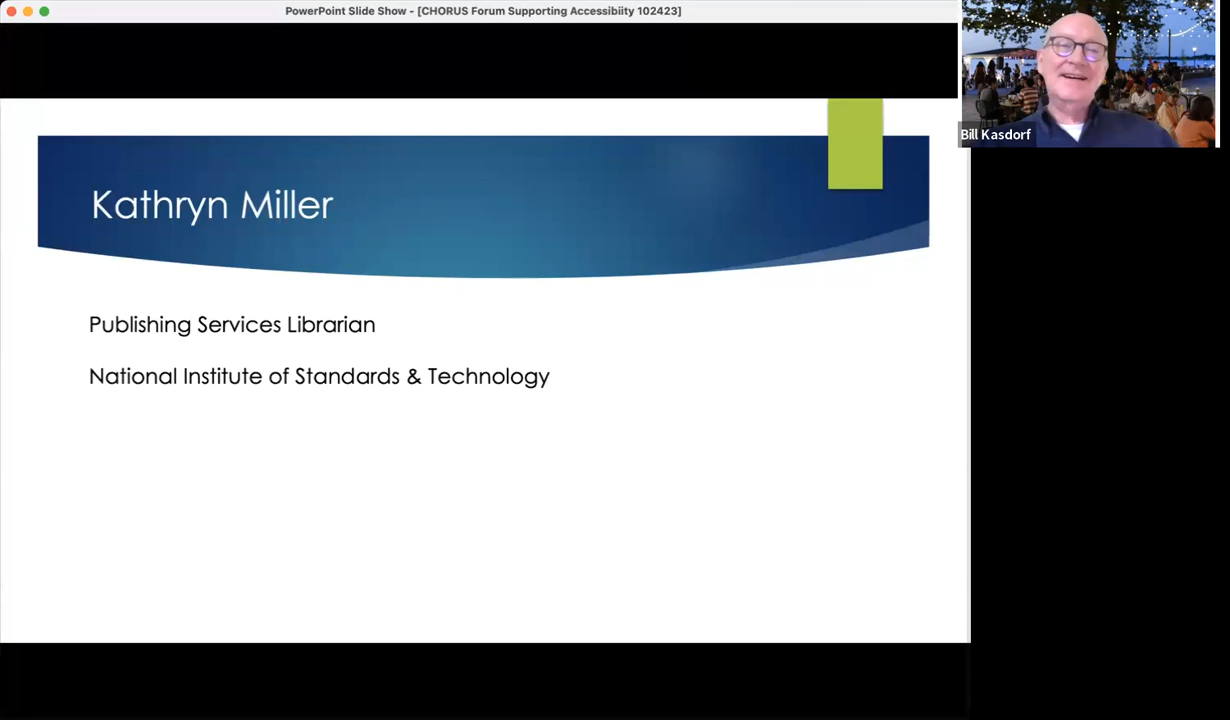 PowerPoint Slide Show - [CHORUS Forum Supporting Accessibiity 102423]
Bill Kasdorf
Kathryn Miller
Publishing Services Librarian
National Institute of Standards & Technology